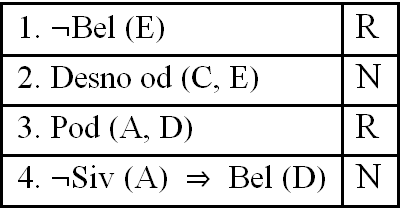 1. ¬Bel (E) R
2. Desno od (C, E) N
3. Pod (A, D) R
4. ¬Siv (A) ⇒ Bel (D) N